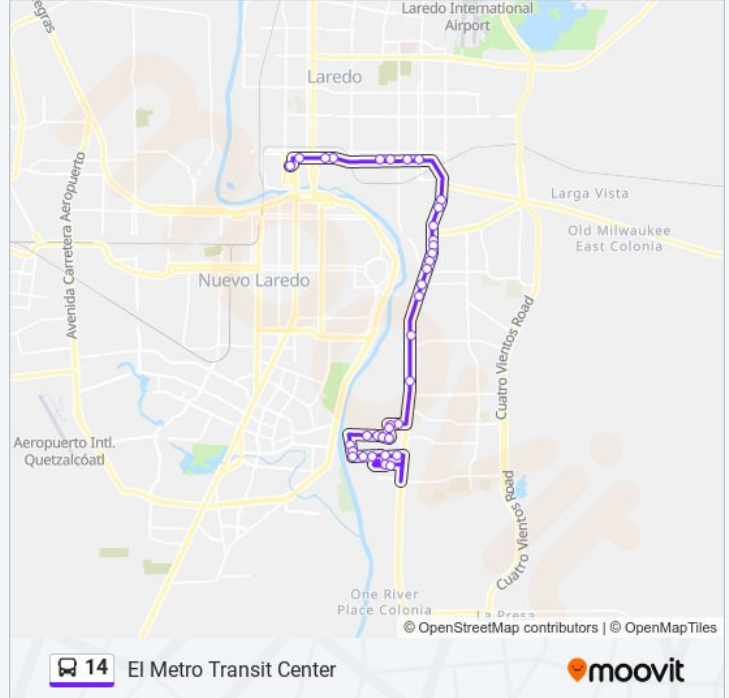 egras
Laredo International
Airport
Laredo
Avenida Carretera Aeropuerto
Larga Vista
Old Milwaukee
East Colonia
Nuevo Laredo
Cuatro Vientos Road
Aeropuerto Intl.
Quetzalcóatl
Cuatro Vientos Road
One River
Place Colonia
La Presa
© OpenStreetMap contributors | © OpenMapTiles
14 El Metro Transit Center
moovit